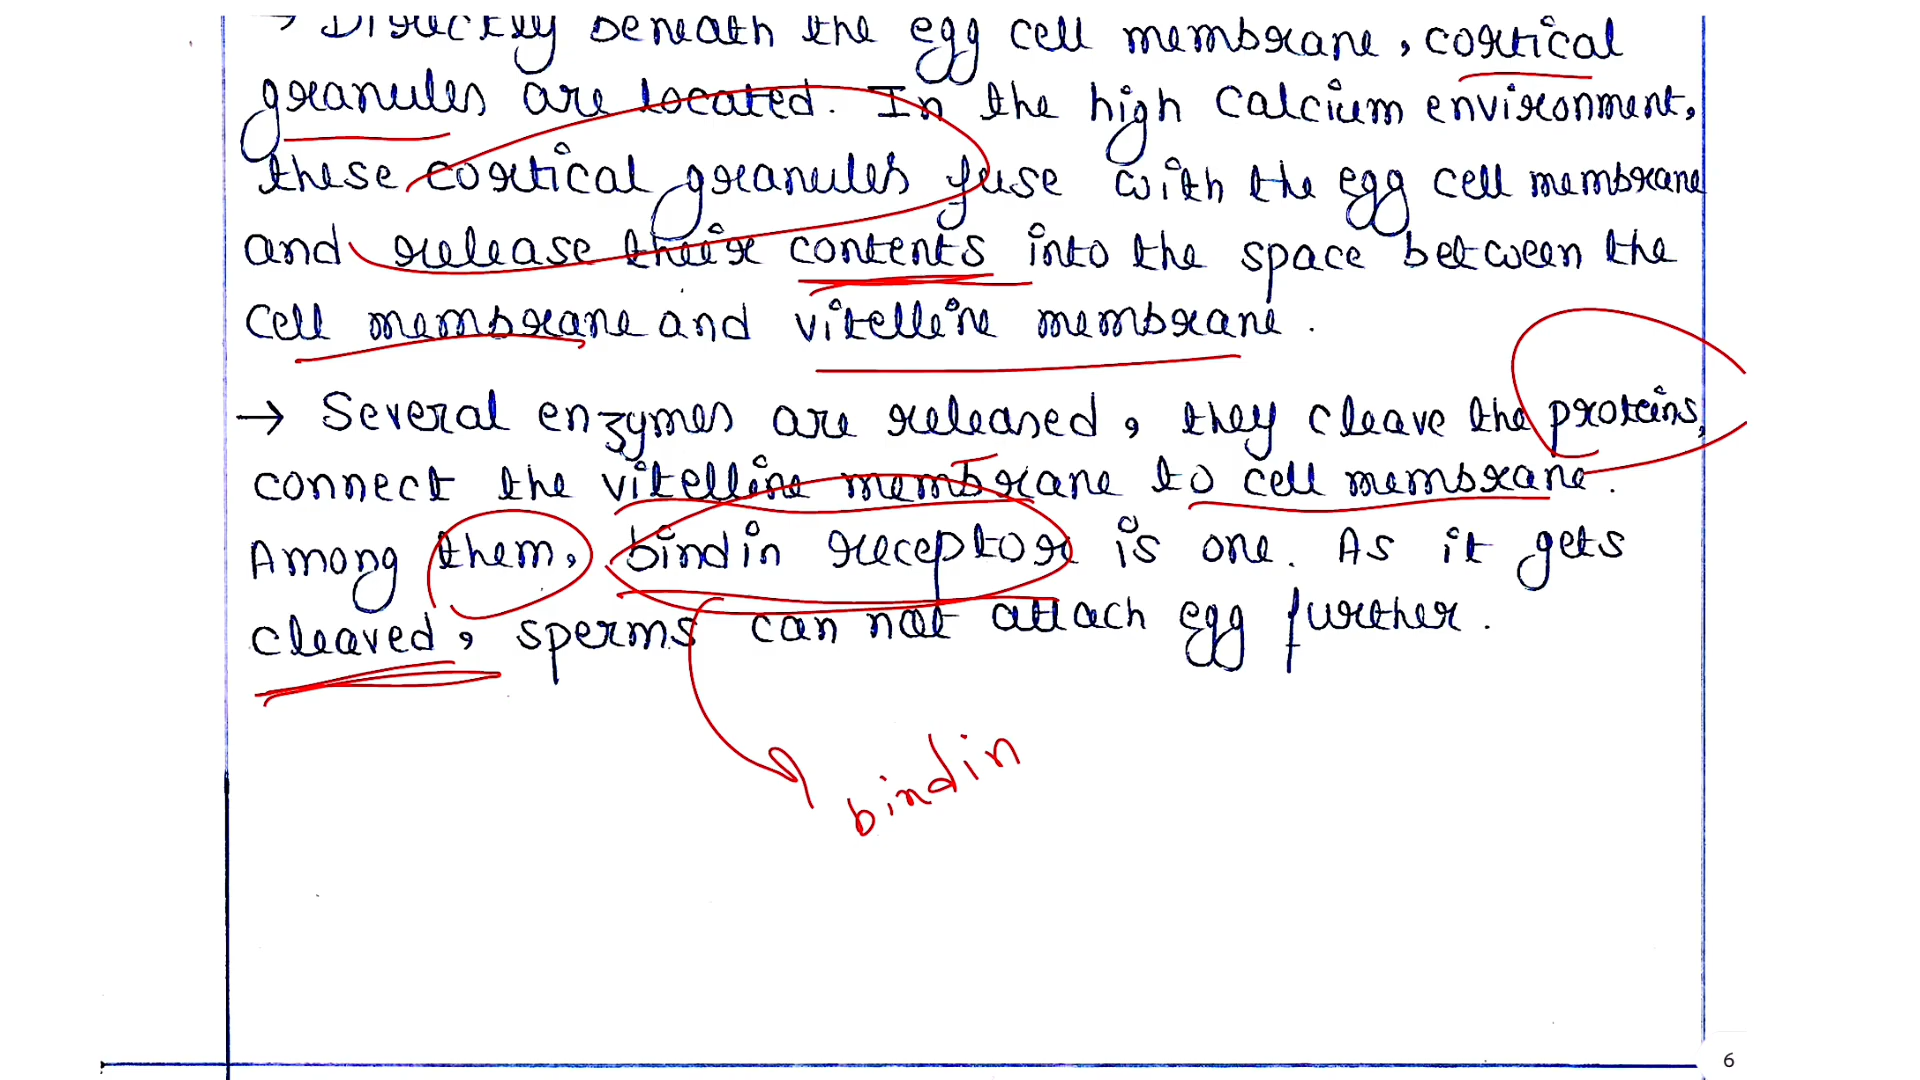 → Directly beneath the egg cell membrane, cortical
granules are located. In the high calcium environment,
these cortical granules fuse with the egg cell membrane
and release their contents into the space between the
cell membrane and vitelline membrane.
→ Several enzymes are released, they cleave the proteins,
connect the vitelline membrane to cell membrane.
Among them, bindin receptor is one. As it gets
cleaved, sperms can not attach egg further.
bindin
6